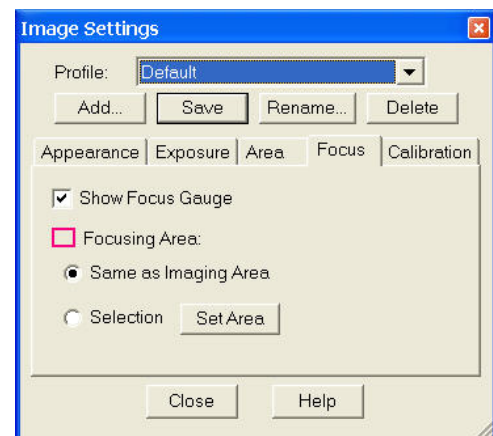 Image Settings
Profile: Default
Add... Save Rename... Delete
Appearance Exposure Area Focus Calibration
Show Focus Gauge
Focusing Area:
Same as Imaging Area
Selection Set Area
Close Help